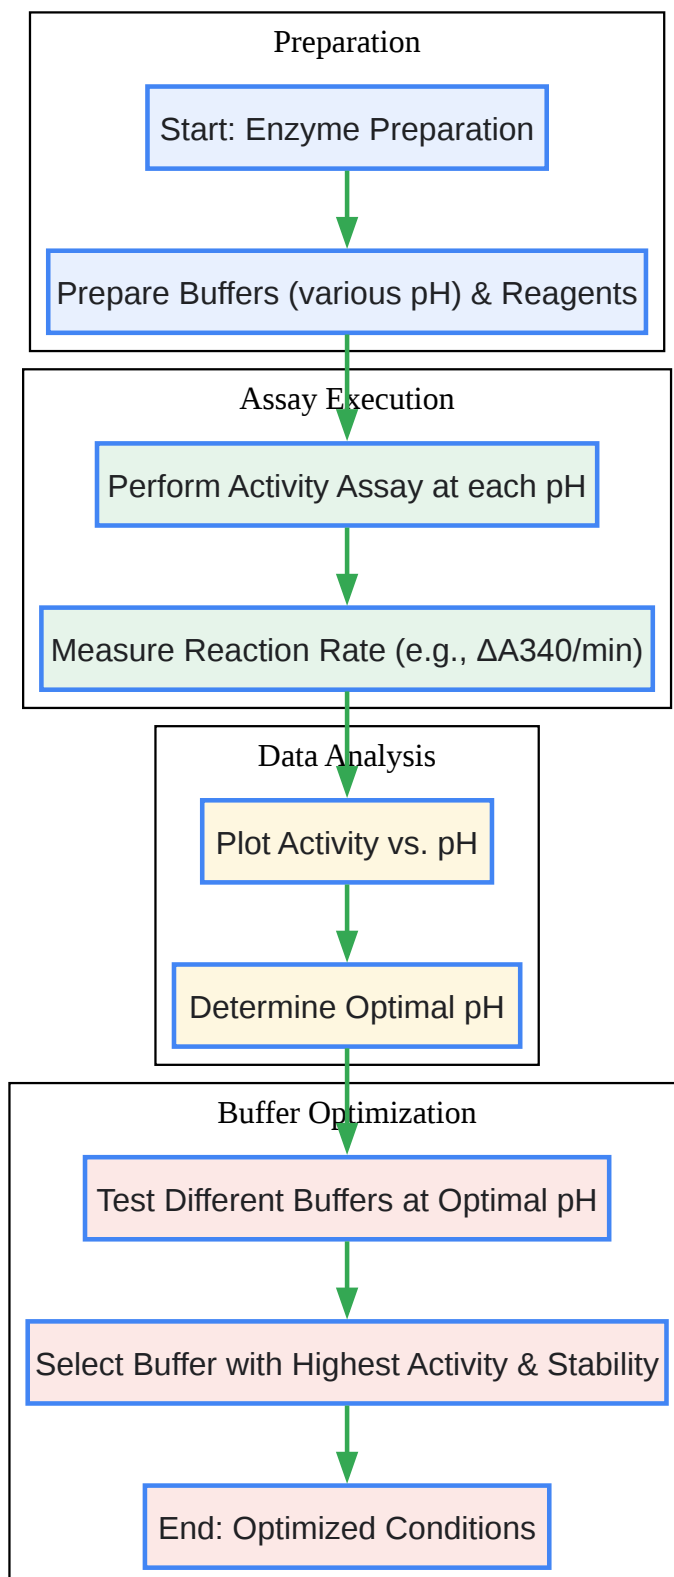 Preparation
Start: Enzyme Preparation
Prepare Buffers (various pH) & Reagents
Assay Execution
Perform Activity Assay at each pH
Measure Reaction Rate (e.g., ΔA340/min)
Data Analysis
Plot Activity vs. pH
Determine Optimal pH
Buffer Optimization
Test Different Buffers at Optimal pH
Select Buffer with Highest Activity & Stability
End: Optimized Conditions